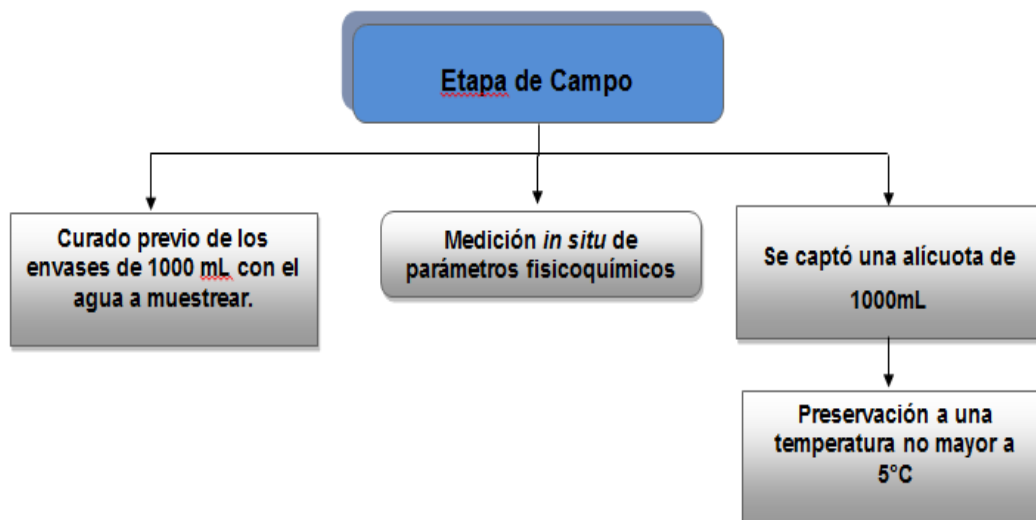 Etapa de Campo
Curado previo de los
envases de 1000 mL con el
agua a muestrear.
Medición in situ de
parámetros fisicoquímicos
Se captó una alícuota de
1000mL
Preservación a una
temperatura no mayor a
5°C